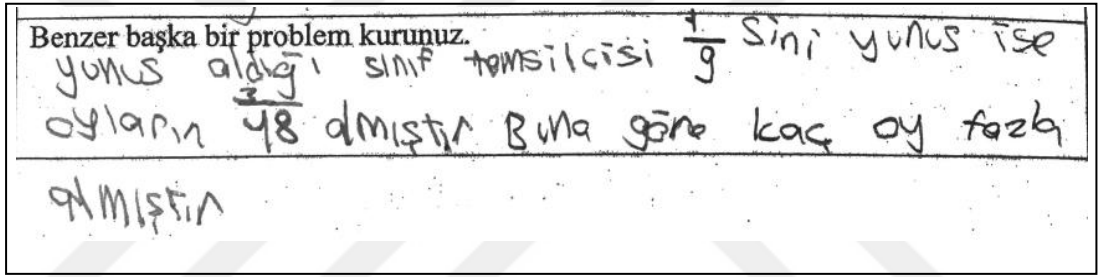 Benzer başka bir problem kurunuz. 1/9 Sini yunus ise
yunus aldığı sınıf temsilcisi
oyların 3/48 almıştır Buna göre kaç oy fazla
almıştır